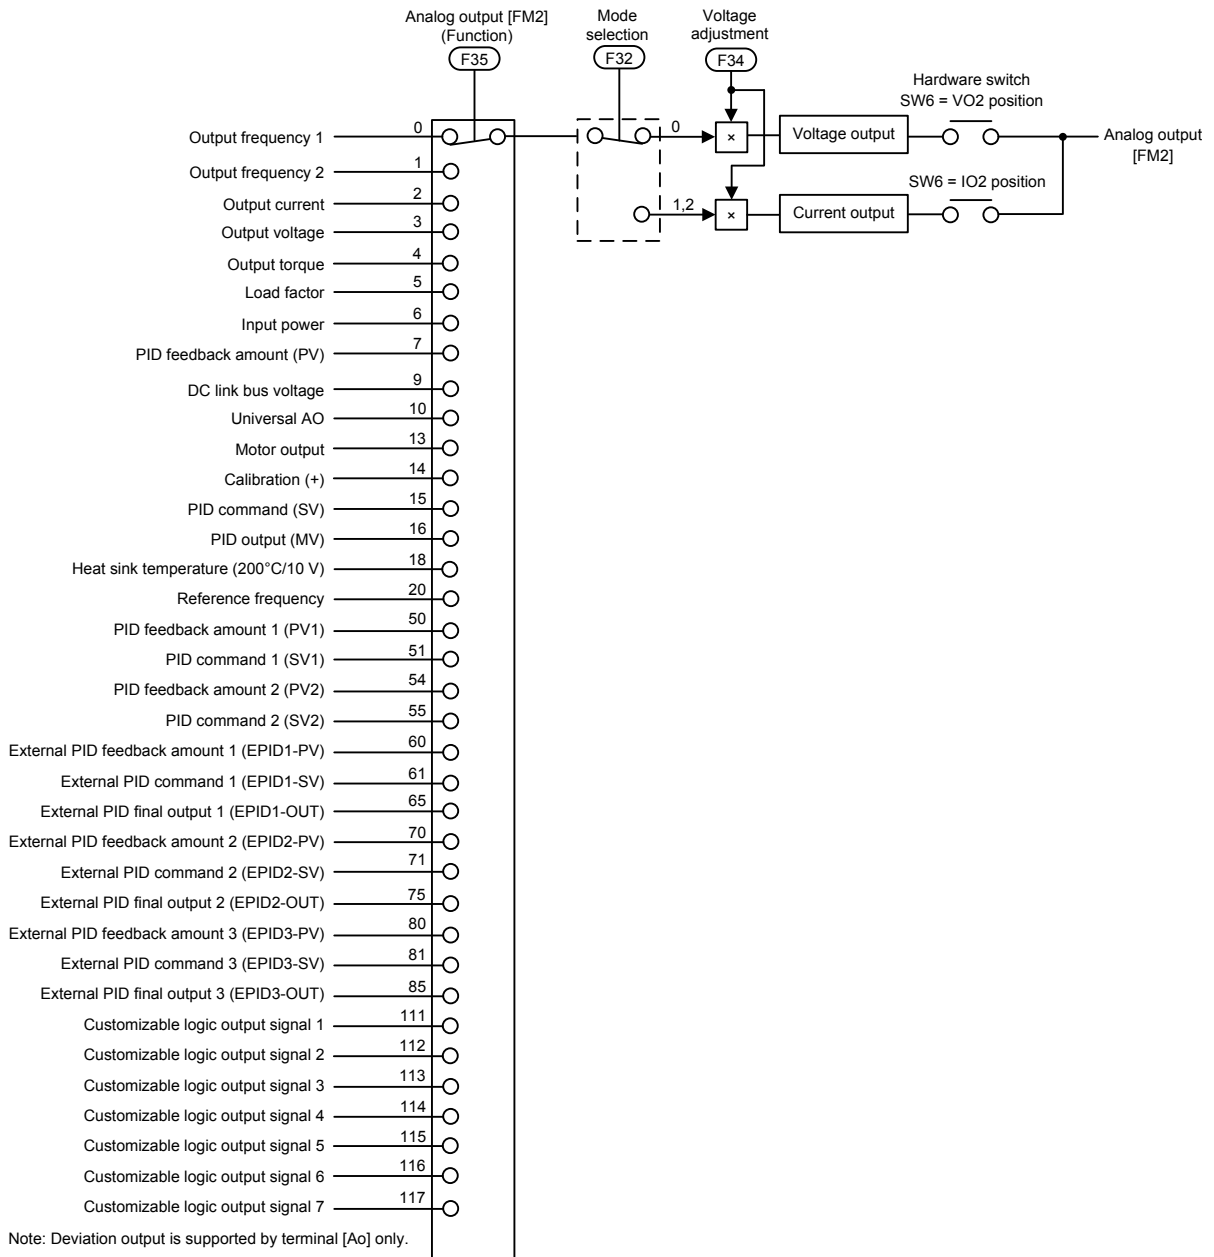 Analog output [FM2]
(Function)
F35
Mode
selection
F32
Voltage
adjustment
F34
Hardware switch
SW6 = VO2 position
Output frequency 1 0
0 × Voltage output
Analog output
[FM2]
Output frequency 2 1
SW6 = IO2 position
Output current 2
1,2 × Current output
Output voltage 3
Output torque 4
Load factor 5
Input power 6
PID feedback amount (PV) 7
DC link bus voltage 9
Universal AO 10
Motor output 13
Calibration (+) 14
PID command (SV) 15
PID output (MV) 16
Heat sink temperature (200°C/10 V) 18
Reference frequency 20
PID feedback amount 1 (PV1) 50
PID command 1 (SV1) 51
PID feedback amount 2 (PV2) 54
PID command 2 (SV2) 55
External PID feedback amount 1 (EPID1-PV) 60
External PID command 1 (EPID1-SV) 61
External PID final output 1 (EPID1-OUT) 65
External PID feedback amount 2 (EPID2-PV) 70
External PID command 2 (EPID2-SV) 71
External PID final output 2 (EPID2-OUT) 75
External PID feedback amount 3 (EPID3-PV) 80
External PID command 3 (EPID3-SV) 81
External PID final output 3 (EPID3-OUT) 85
Customizable logic output signal 1 111
Customizable logic output signal 2 112
Customizable logic output signal 3 113
Customizable logic output signal 4 114
Customizable logic output signal 5 115
Customizable logic output signal 6 116
Customizable logic output signal 7 117
Note: Deviation output is supported by terminal [Ao] only.